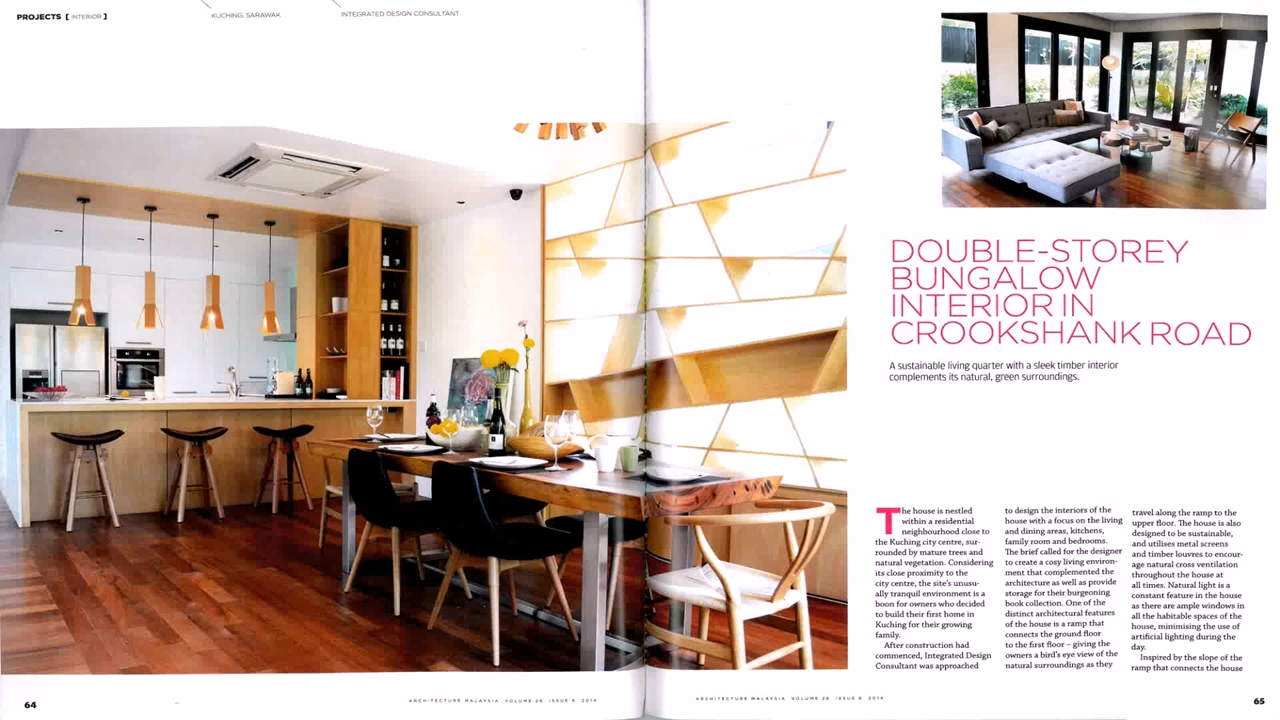 PROJECTS [ INTERIOR ]
KUCHING, SARAWAK
INTEGRATED DESIGN CONSULTANT
DOUBLE-STOREY
BUNGALOW
INTERIOR IN
CROOKSHANK ROAD
A sustainable living quarter with a sleek timber interior
complements its natural, green surroundings.
The house is nestled
within a residential
neighbourhood close to
the Kuching city centre, sur-
rounded by mature trees and
natural vegetation. Considering
its close proximity to the
city centre, the site's unusu-
ally tranquil environment is a
boon for owners who decided
to build their first home in
Kuching for their growing
family.
After construction had
commenced, Integrated Design
Consultant was approached
to design the interiors of the
house with a focus on the living
and dining areas, kitchens,
family room and bedrooms.
The brief called for the designer
to create a cosy living environ-
ment that complemented the
architecture as well as provide
storage for their burgeoning
book collection. One of the
distinct architectural features
of the house is a ramp that
connects the ground floor
to the first floor – giving the
owners a bird's eye view of the
natural surroundings as they
travel along the ramp to the
upper floor. The house is also
designed to be sustainable,
and utilises metal screens
and timber louvres to encour-
age natural cross ventilation
throughout the house at
all times. Natural light is a
constant feature in the house
as there are ample windows in
all the habitable spaces of the
house, minimising the use of
artificial lighting during the
day.
Inspired by the slope of the
ramp that connects the house
64
ARCHITECTURE MALAYSIA VOLUME 26 ISSUE 6 2014
ARCHITECTURE MALAYSIA VOLUME 26 ISSUE 6 2014
65